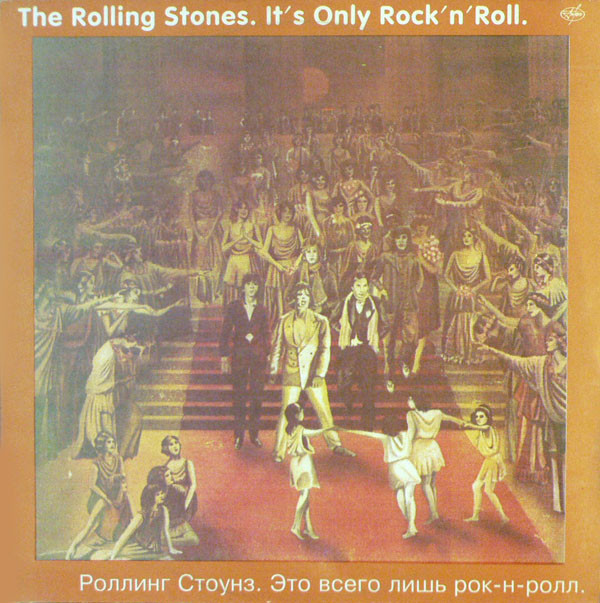 The Rolling Stones. It's Only Rock'n'Roll.
Роллинг Стоунз. Это всего лишь рок-н-ролл.